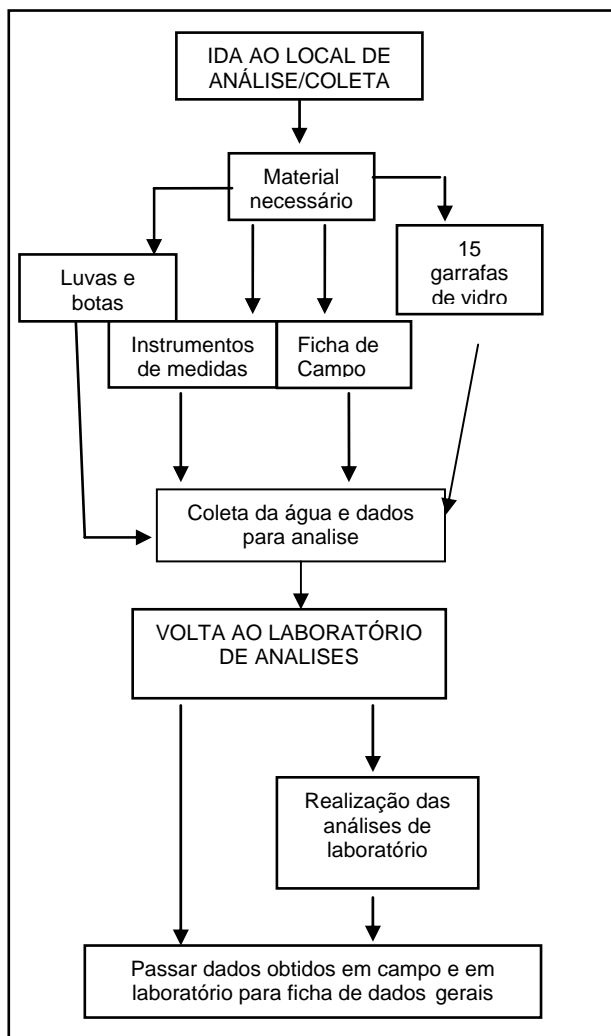 IDA AO LOCAL DE
ANÁLISE/COLETA
Material
necessário
Luvas e
botas
15
garrafas
de vidro
Instrumentos
de medidas
Ficha de
Campo
Coleta da água e dados
para analise
VOLTA AO LABORATÓRIO
DE ANALISES
Realização das
análises de
laboratório
Passar dados obtidos em campo e em
laboratório para ficha de dados gerais